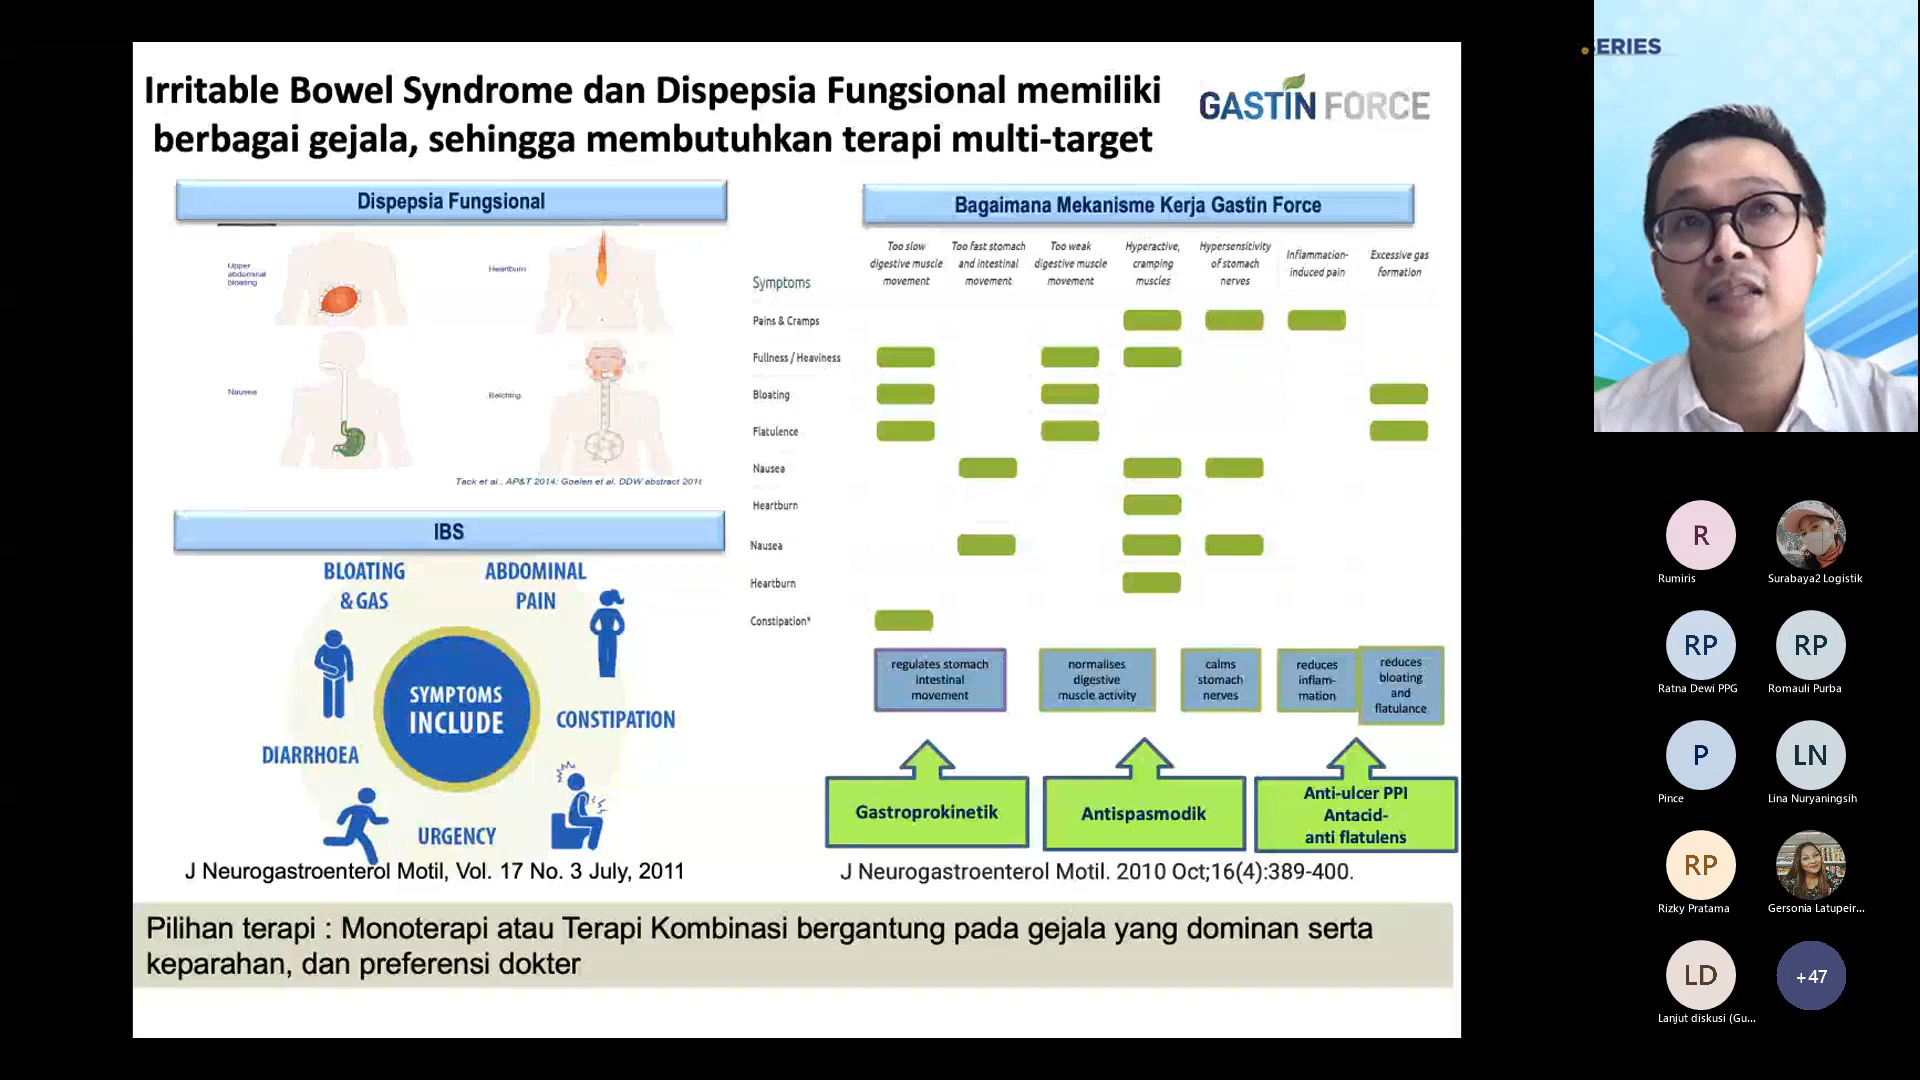 Irritable Bowel Syndrome dan Dispepsia Fungsional memiliki
berbagai gejala, sehingga membutuhkan terapi multi-target
GASTIN FORCE
Dispepsia Fungsional
Upper
abdominal
bloating
Heartburn
Nausea
Belching
Tack et al., AP&T 2014; Goelen et al. DDW abstract 2016
IBS
BLOATING
& GAS
ABDOMINAL
PAIN
SYMPTOMS
INCLUDE
CONSTIPATION
DIARRHOEA
URGENCY
J Neurogastroenterol Motil, Vol. 17 No. 3 July, 2011
Bagaimana Mekanisme Kerja Gastin Force
Symptoms
Too slow
digestive muscle
movement
Too fast stomach
and intestinal
movement
Too weak
digestive muscle
movement
Hyperactive,
cramping
muscles
Hypersensitivity
of stomach
nerves
Inflammation-
induced pain
Excessive gas
formation
Pains & Cramps
Fullness / Heaviness
Bloating
Flatulence
Nausea
Heartburn
Nausea
Heartburn
Constipation*
regulates stomach
intestinal
movement
normalises
digestive
muscle activity
calms
stomach
nerves
reduces
inflam-
mation
reduces
bloating
and
flatulance
Gastroprokinetik
Antispasmodik
Anti-ulcer PPI
Antacid-
anti flatulens
J Neurogastroenterol Motil. 2010 Oct;16(4):389-400.
Pilihan terapi : Monoterapi atau Terapi Kombinasi bergantung pada gejala yang dominan serta
keparahan, dan preferensi dokter
ERIES
R
Rumiris
Surabaya2 Logistik
RP
Ratna Dewi PPG
RP
Romauli Purba
P
Pince
LN
Lina Nuryaningsih
RP
Rizky Pratama
Gersonia Latupeir...
LD
Lanjut diskusi (Gu...
+47